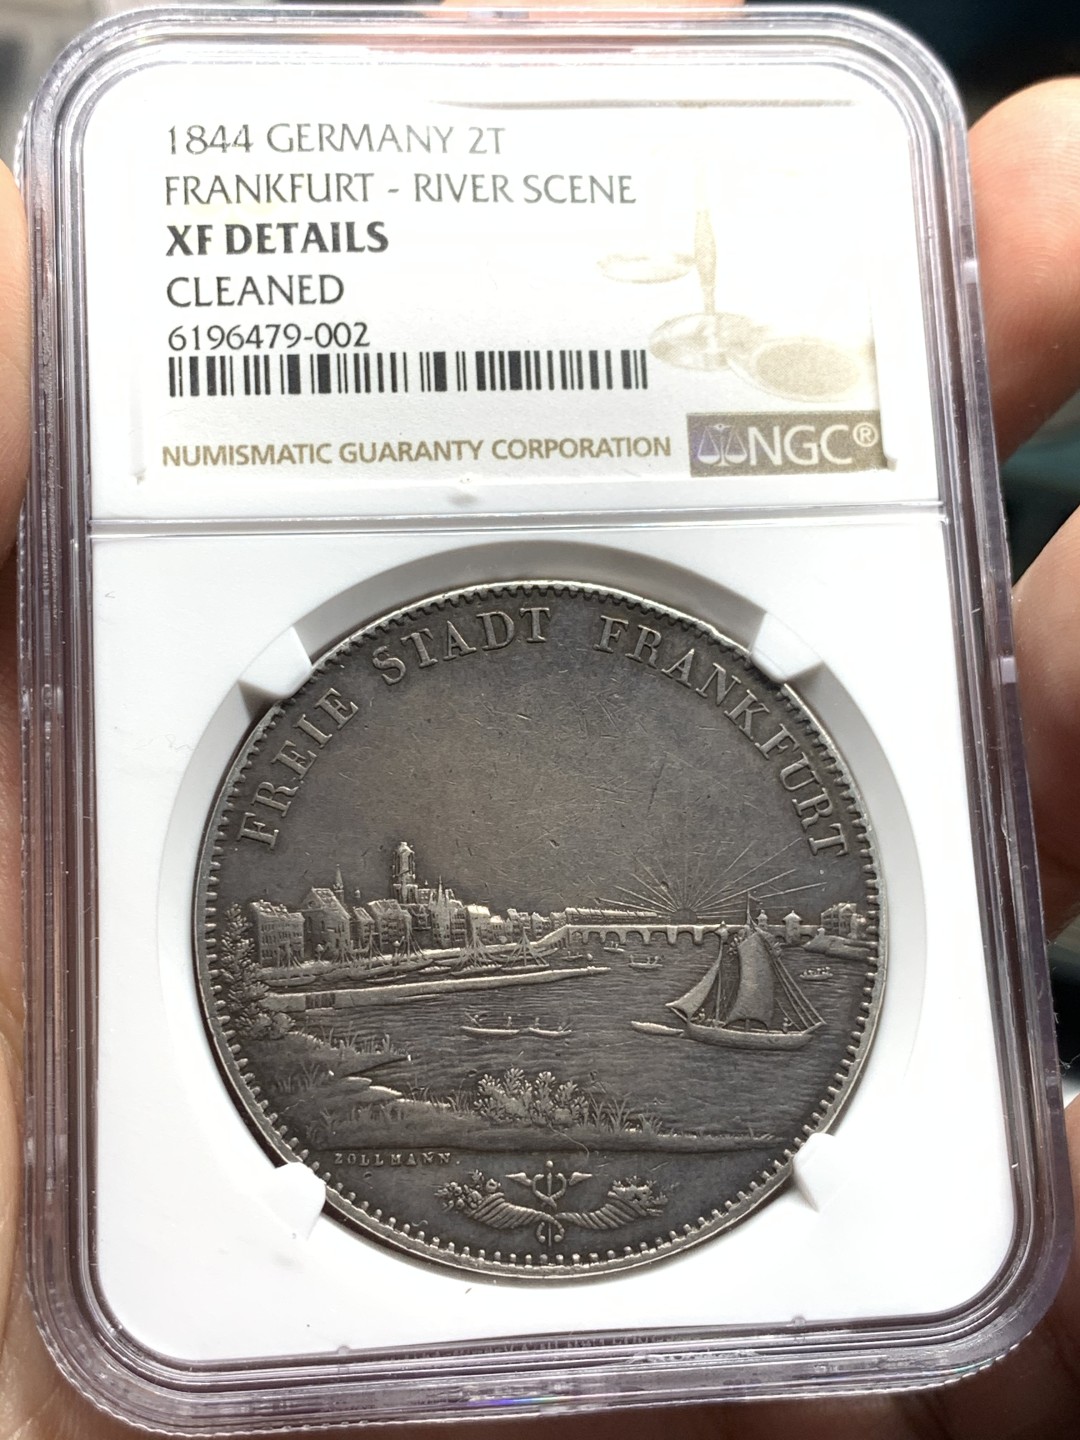 1844 GERMANY 2T
FRANKFURT - RIVER SCENE
XF DETAILS
CLEANED
6196479-002
NUMISMATIC GUARANTY CORPORATION
NGC®
FREIE STADT FRANKFURT
ZOLLMANN.